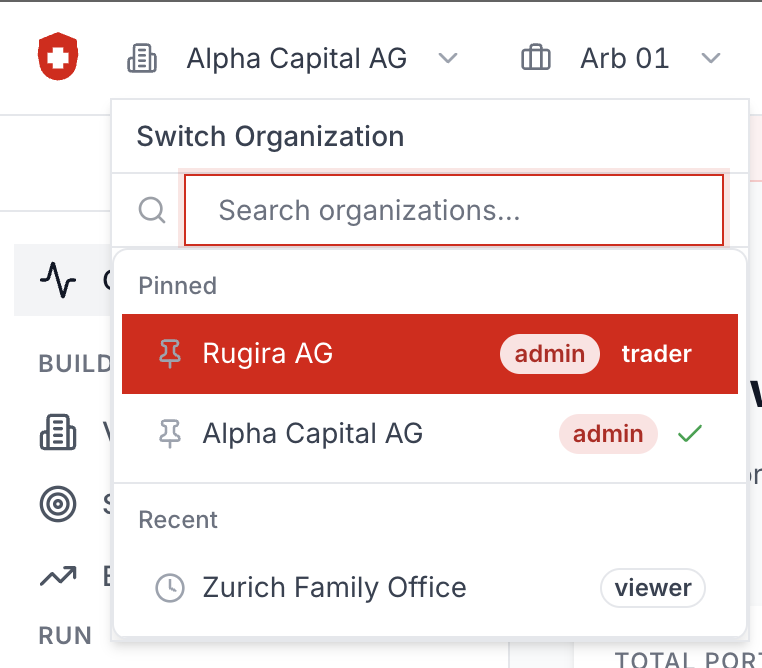 Alpha Capital AG Arb 01
Switch Organization
Search organizations...
Pinned
BUILD
Rugira AG admin trader
Alpha Capital AG admin
Recent
Zurich Family Office viewer
RUN
TOTAL PORT